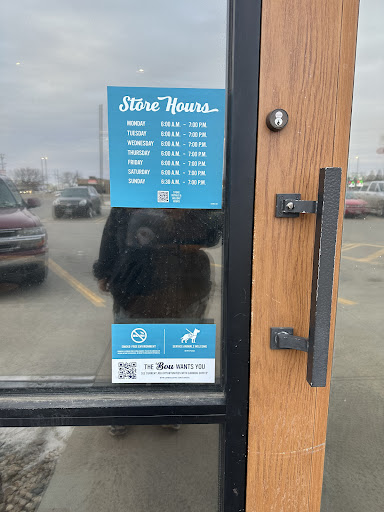 Store Hours
MONDAY 6:00 A.M. - 7:00 P.M.
TUESDAY 6:00 A.M. - 7:00 P.M.
WEDNESDAY 6:00 A.M. - 7:00 P.M.
THURSDAY 6:00 A.M. - 7:00 P.M.
FRIDAY 6:00 A.M. - 7:00 P.M.
SATURDAY 6:00 A.M. - 7:00 P.M.
SUNDAY 6:30 A.M. - 7:00 P.M.
SMOKE-FREE ENVIRONMENT
SERVICE ANIMALS WELCOME
THE Bou WANTS YOU